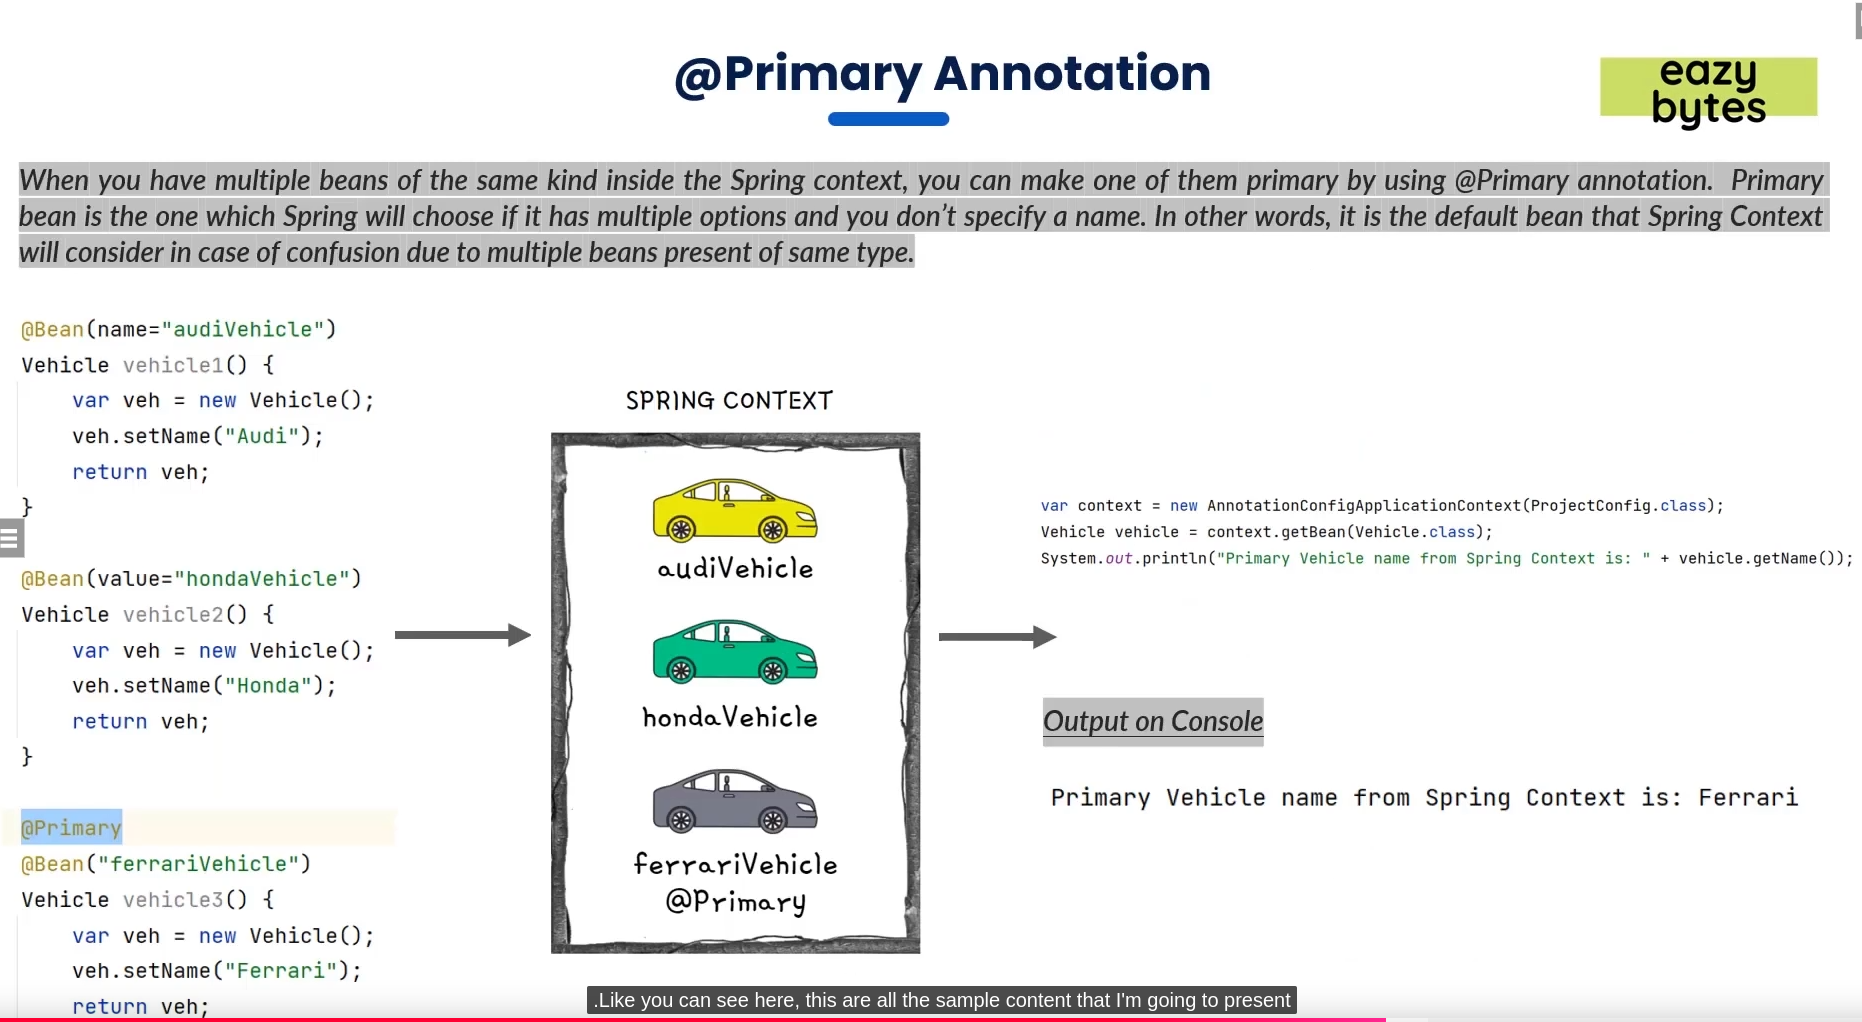 @Primary Annotation
eazy
bytes
When you have multiple beans of the same kind inside the Spring context, you can make one of them primary by using @Primary annotation. Primary
bean is the one which Spring will choose if it has multiple options and you don’t specify a name. In other words, it is the default bean that Spring Context
will consider in case of confusion due to multiple beans present of same type.
@Bean(name="audiVehicle")
Vehicle vehicle1() {
    var veh = new Vehicle();
    veh.setName("Audi");
    return veh;
}
@Bean(value="hondaVehicle")
Vehicle vehicle2() {
    var veh = new Vehicle();
    veh.setName("Honda");
    return veh;
}
@Primary
@Bean("ferrariVehicle")
Vehicle vehicle3() {
    var veh = new Vehicle();
    veh.setName("Ferrari");
    return veh;
SPRING CONTEXT
audiVehicle
hondaVehicle
ferrariVehicle
@Primary
var context = new AnnotationConfigApplicationContext(ProjectConfig.class);
Vehicle vehicle = context.getBean(Vehicle.class);
System.out.println("Primary Vehicle name from Spring Context is: " + vehicle.getName());
Output on Console
Primary Vehicle name from Spring Context is: Ferrari
.Like you can see here, this are all the sample content that I'm going to present